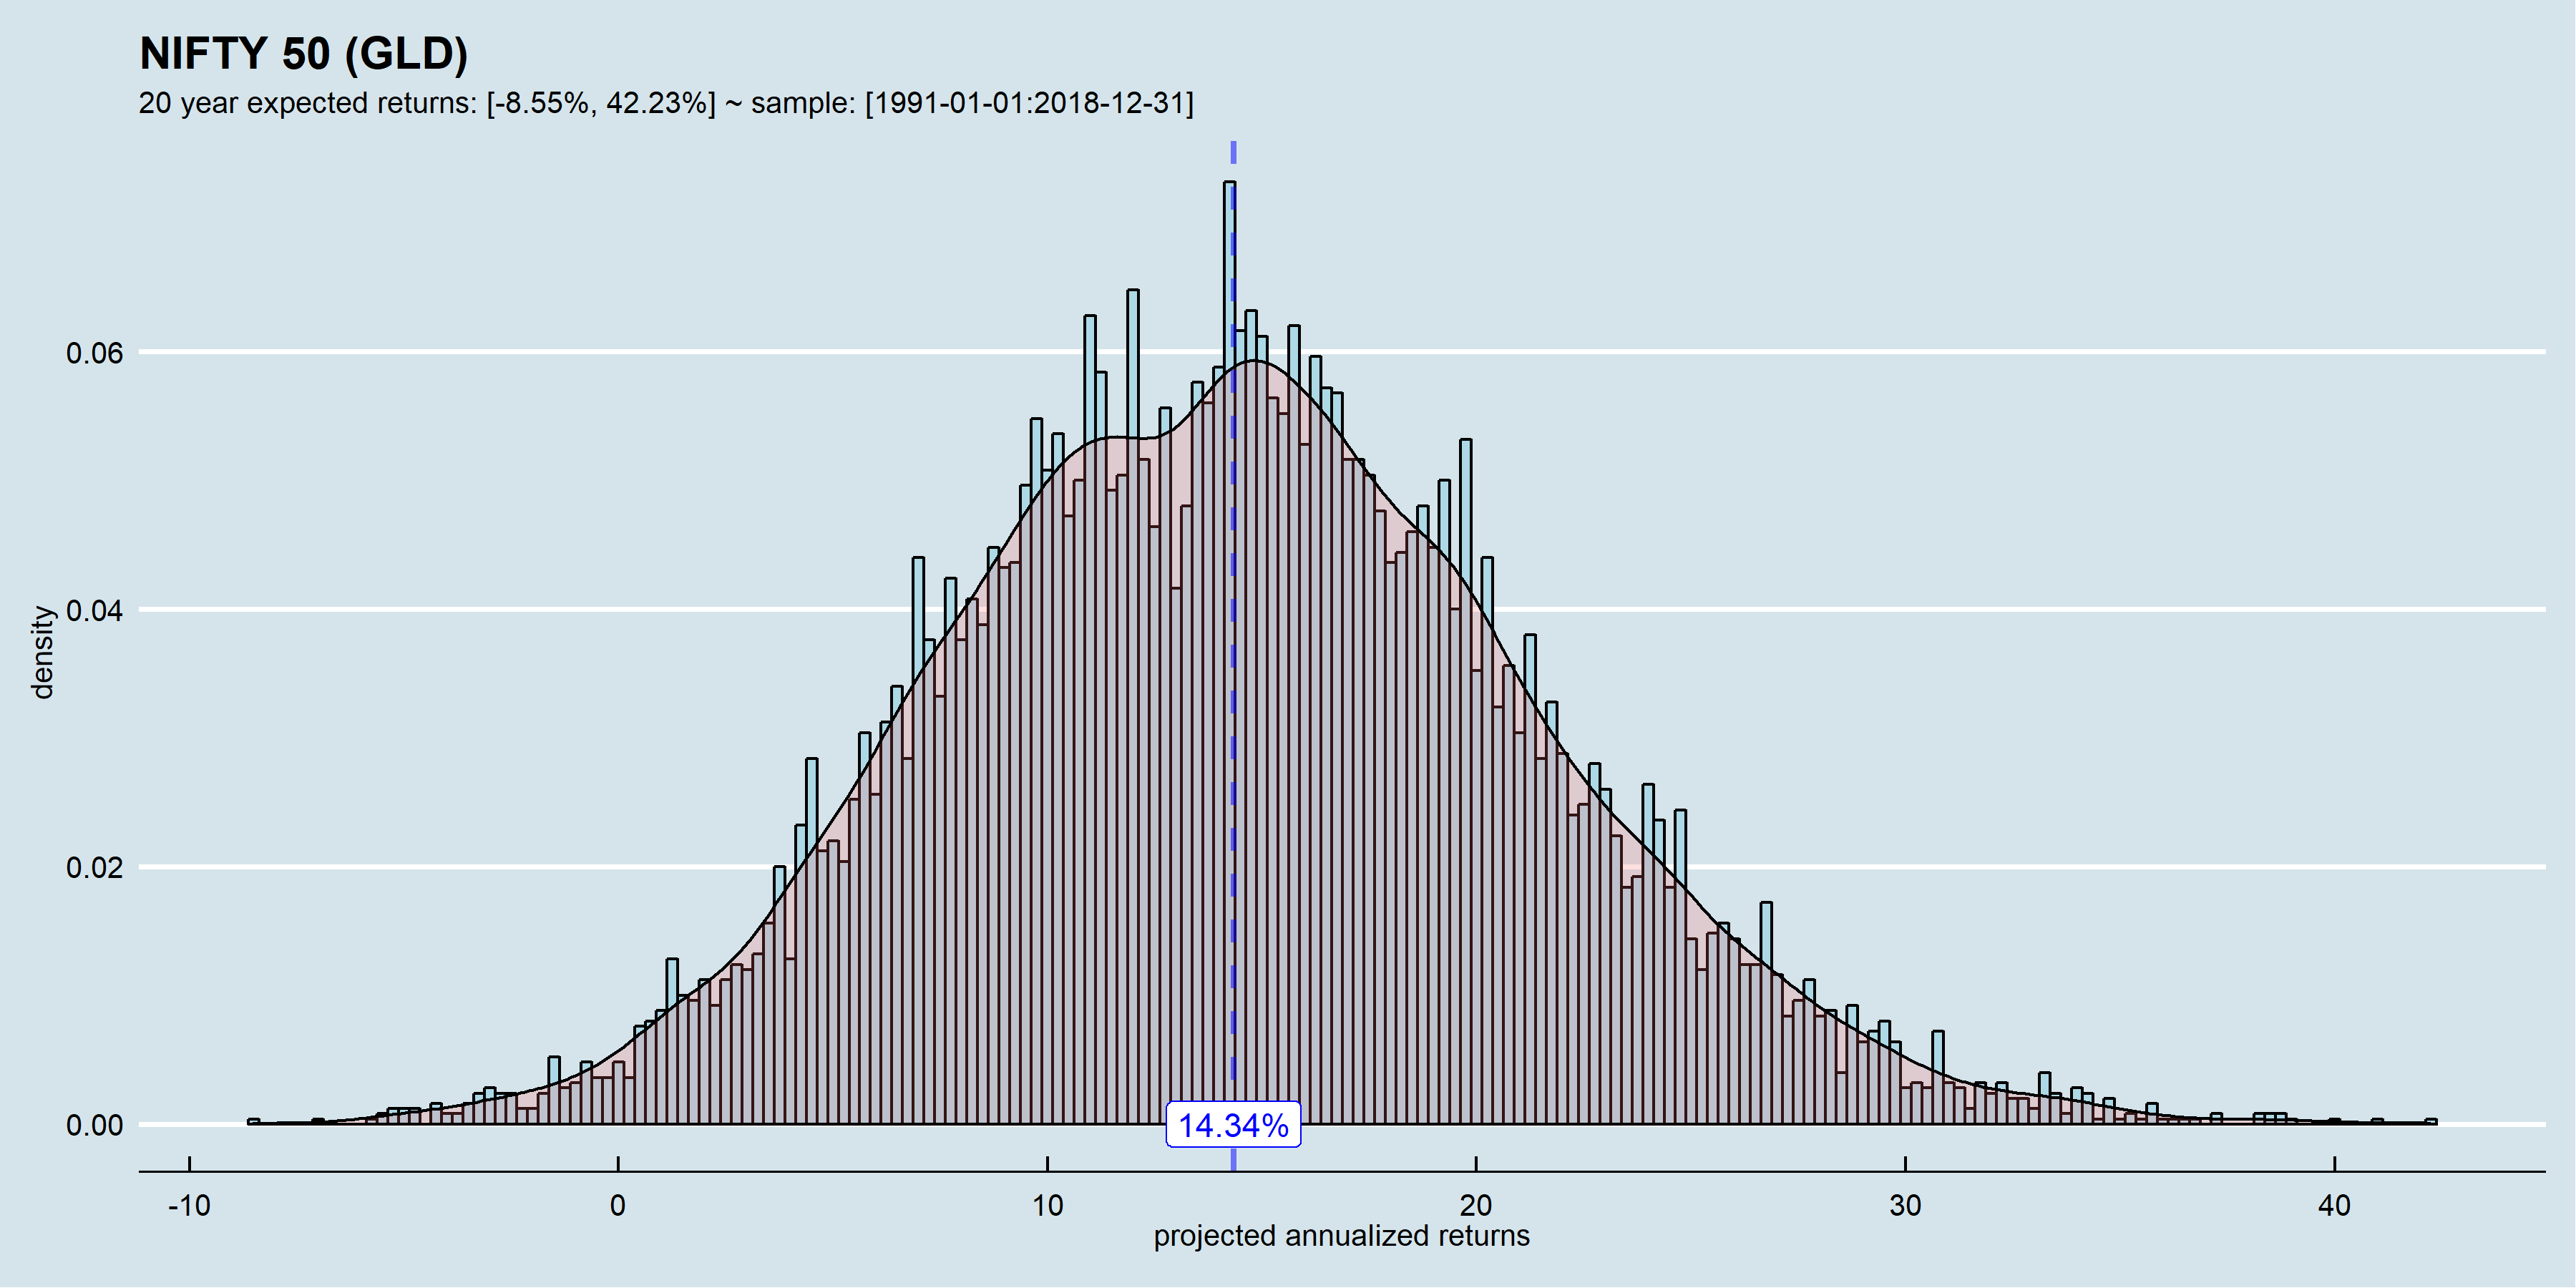 NIFTY 50 (GLD)
20 year expected returns: [-8.55%, 42.23%] ~ sample: [1991-01-01:2018-12-31]
0.06
0.04
density
0.02
0.00
14.34%
-10 0 10 20 30 40
projected annualized returns